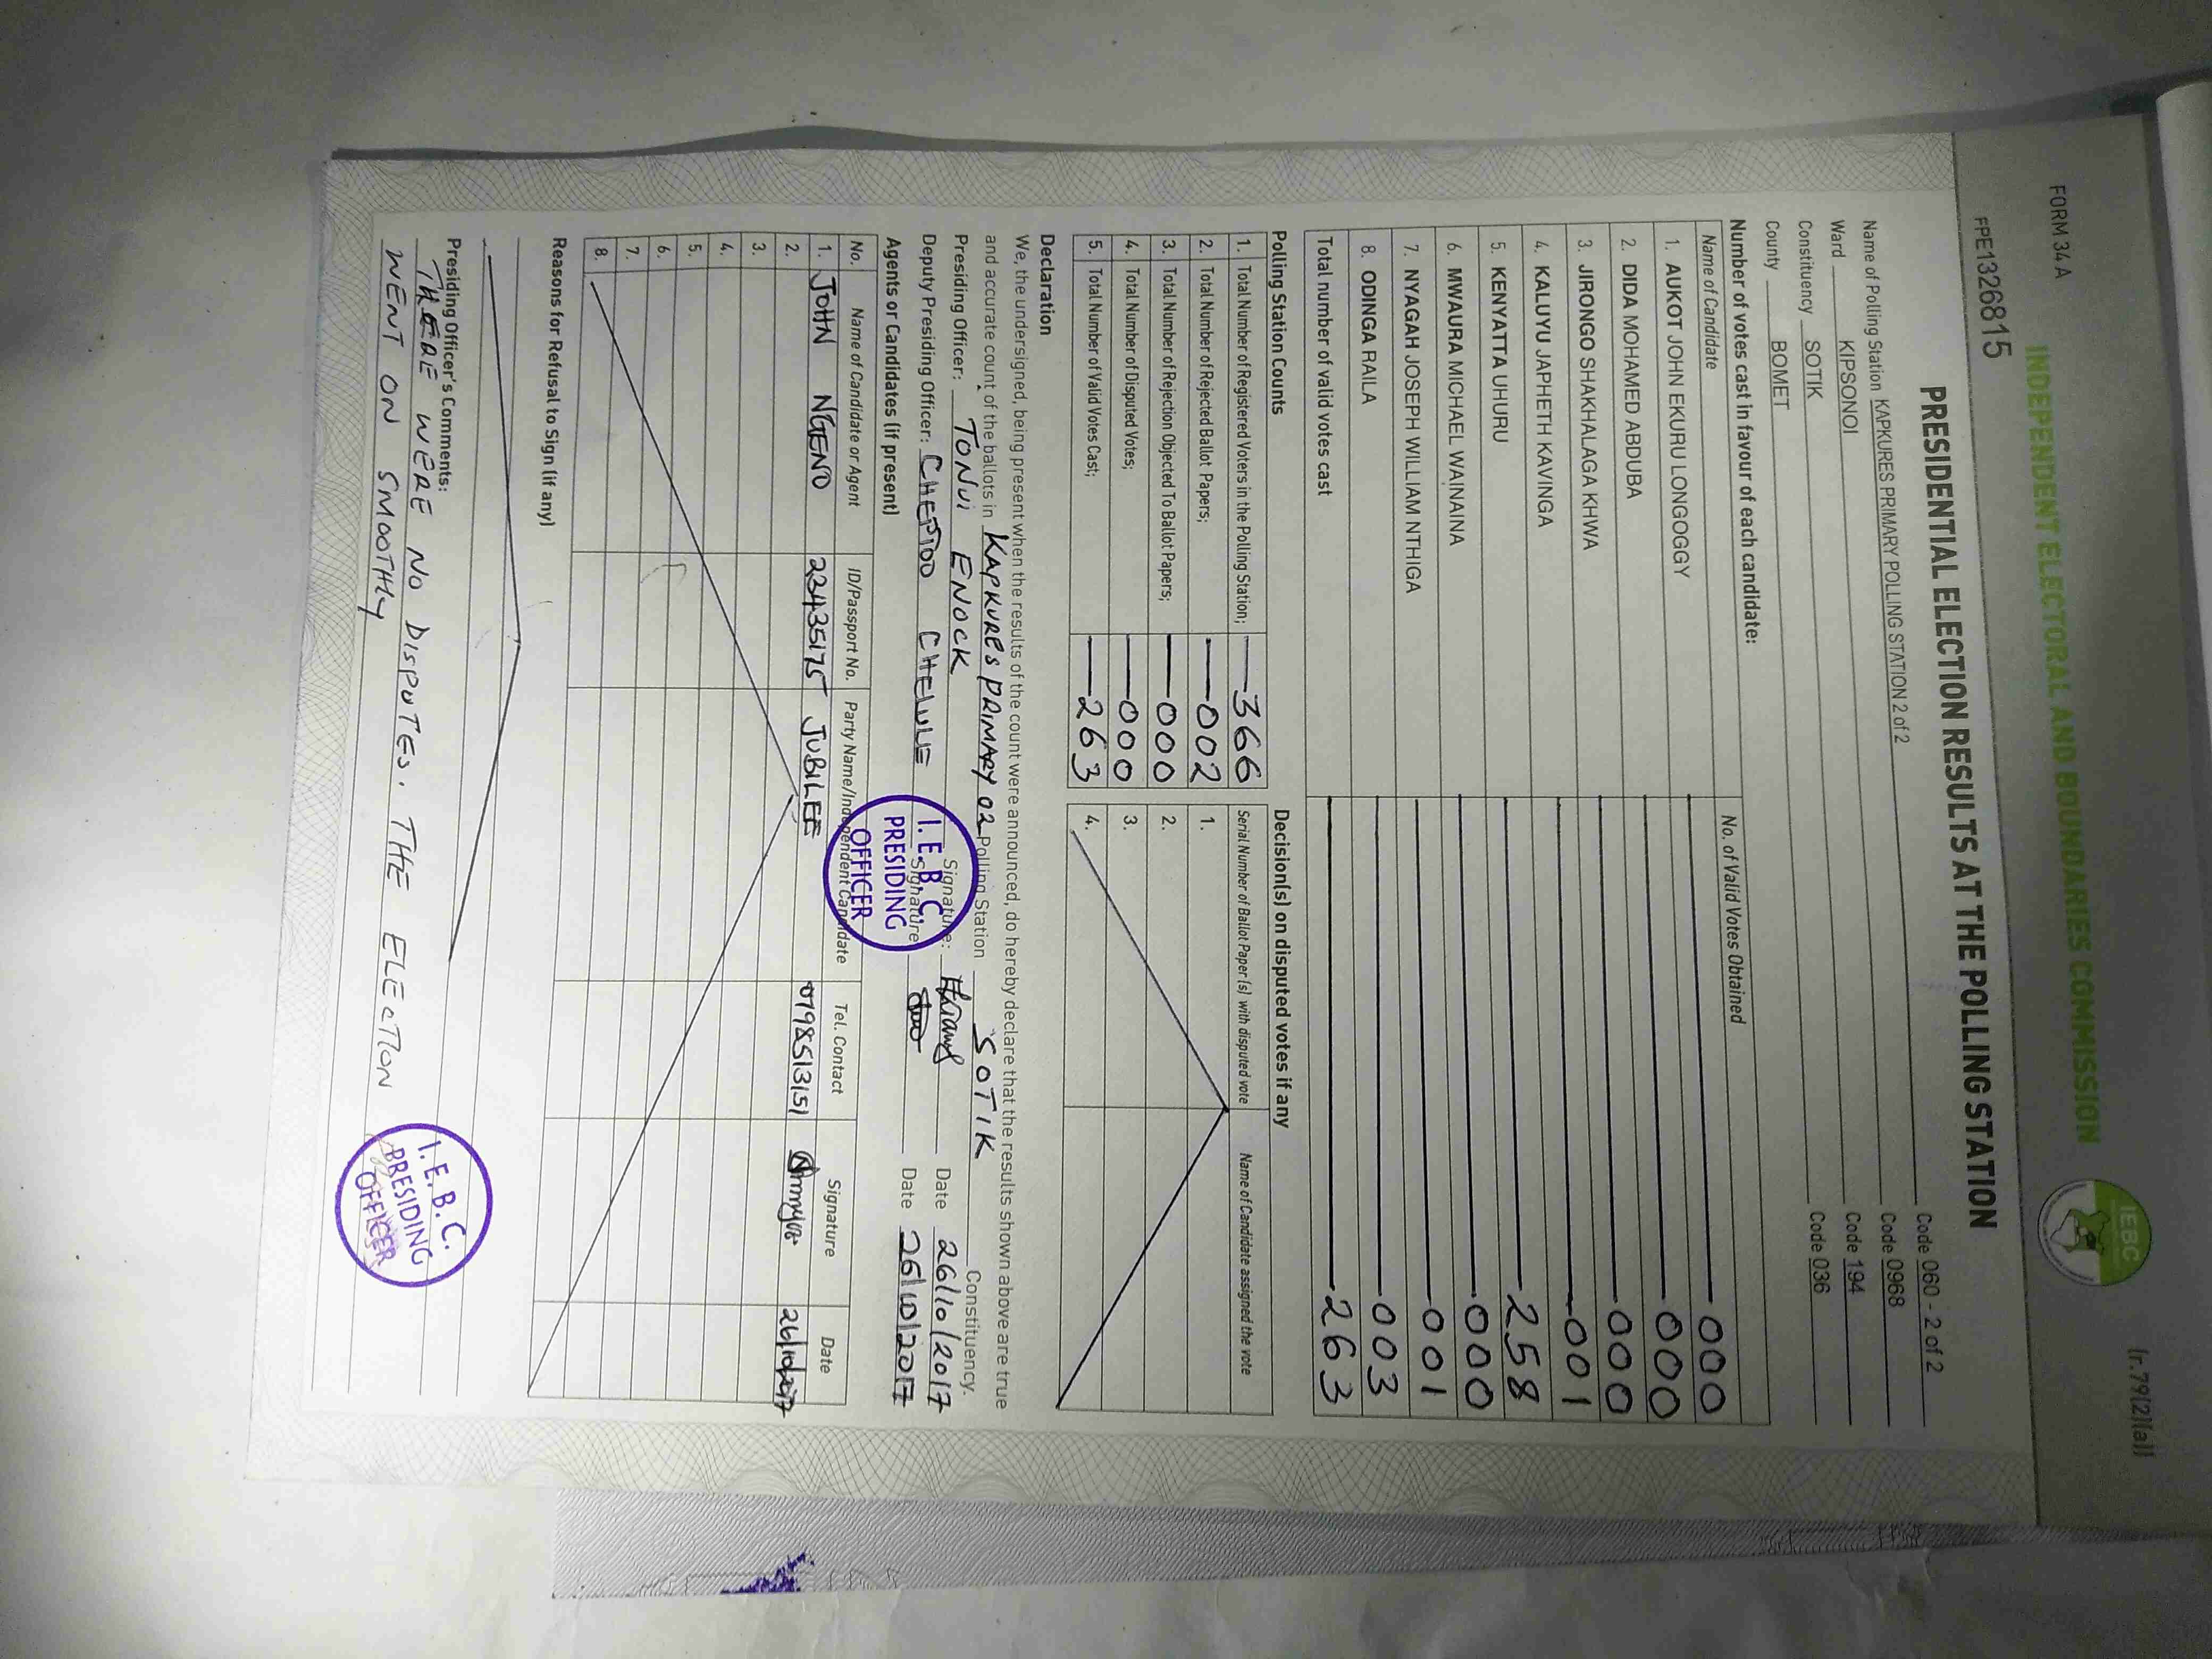 FORM 34 A
(r.79(2)(a))
INDEPENDENT ELECTORAL AND BOUNDARIES COMMISSION
IEBC
FPE1326815
PRESIDENTIAL ELECTION RESULTS AT THE POLLING STATION
Name of Polling Station KAPKURES PRIMARY POLLING STATION 2 of 2 Code 060 - 2 of 2
Ward KIPSONOI Code 0968
Constituency SOTIK Code 194
County BOMET Code 036
Number of votes cast in favour of each candidate:
Name of Candidate No. of Valid Votes Obtained
1. AUKOT JOHN EKURU LONGOGGY 000
2. DIDA MOHAMED ABDUBA 000
3. JIRONGO SHAKHALAGA KHWA 000
4. KALUYU JAPHETH KAVINGA 001
5. KENYATTA UHURU 258
6. MWAURA MICHAEL WAINAINA 000
7. NYAGAH JOSEPH WILLIAM NTHIGA 001
8. ODINGA RAILA 003
Total number of valid votes cast 263
Polling Station Counts Decision(s) on disputed votes if any
1. Total Number of Registered Voters in the Polling Station; 366 Serial Number of Ballot Paper(s) with disputed vote Name of Candidate assigned the vote
2. Total Number of Rejected Ballot Papers; 002 1.
3. Total Number of Rejection Objected To Ballot Papers; 000 2.
4. Total Number of Disputed Votes; 000 3.
5. Total Number of Valid Votes Cast; 263 4.
Declaration
We, the undersigned, being present when the results of the count were announced, do hereby declare that the results shown above are true
and accurate count of the ballots in KAPKURES PRIMARY 02 Polling Station SOTIK Constituency.
Presiding Officer: TONUI ENOCK Signature: Date 26/10/2017
Deputy Presiding Officer: Signature Date 26/10/2017
I.E.B.C.
PRESIDING
OFFICER
Agents or Candidates (if present)
No. Name of Candidate or Agent ID/Passport No. Party Name/Independent Candidate Tel. Contact Signature Date
1. JOHN NGENO 22435175 JUBILEE 0798513151 26/10/2017
2.
3.
4.
5.
6.
7.
8.
Reasons for Refusal to Sign (if any)
Presiding Officer's Comments:
THERE WERE NO DISPUTES. THE ELECTION
WENT ON SMOOTHLY
I.E.B.C.
PRESIDING
OFFICER